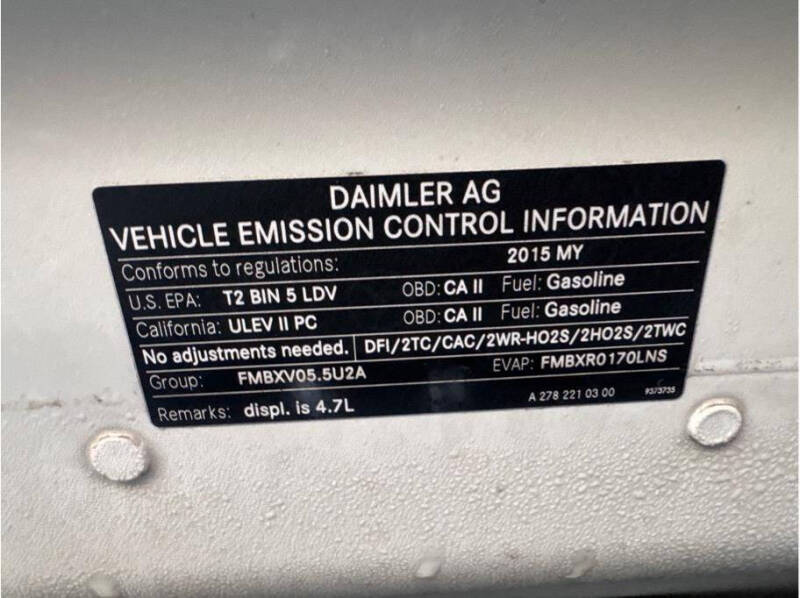 DAIMLER AG
VEHICLE EMISSION CONTROL INFORMATION
Conforms to regulations: 2015 MY
U.S. EPA: T2 BIN 5 LDV OBD: CA II Fuel: Gasoline
California: ULEV II PC OBD: CA II Fuel: Gasoline
No adjustments needed. DFI/2TC/CAC/2WR-HO2S/2HO2S/2TWC
Group: FMBXV05.5U2A EVAP: FMBXR0170LNS
Remarks: displ. is 4.7L A 278 221 03 00 9373735